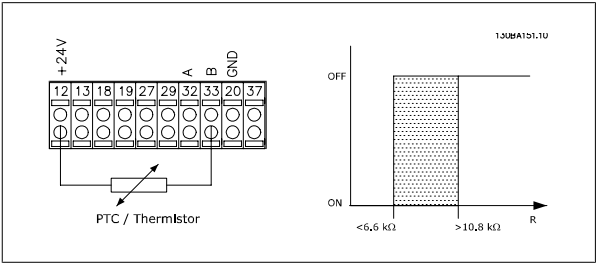 130BA151.10
+24V
A
B
GND
12 13 18 19 27 29 32 33 20 37
PTC / Thermistor
OFF
ON
R
<6.6 kΩ
>10.8 kΩ